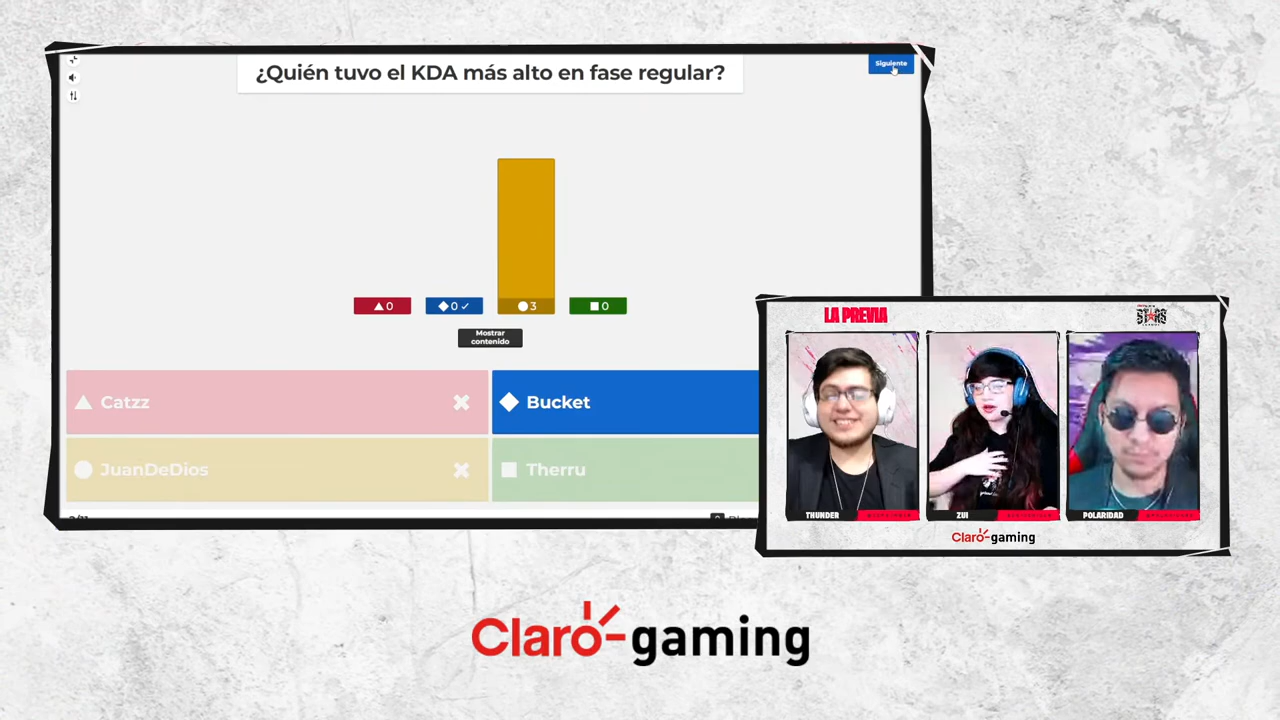 ¿Quién tuvo el KDA más alto en fase regular?
Siguiente
0
0
3
0
Mostrar
contenido
Catzz
Bucket
JuanDeDios
Therru
LA PREVIA
STARS
THUNDER
ZUI
POLARIDAD
Claro-gaming
Claro-gaming